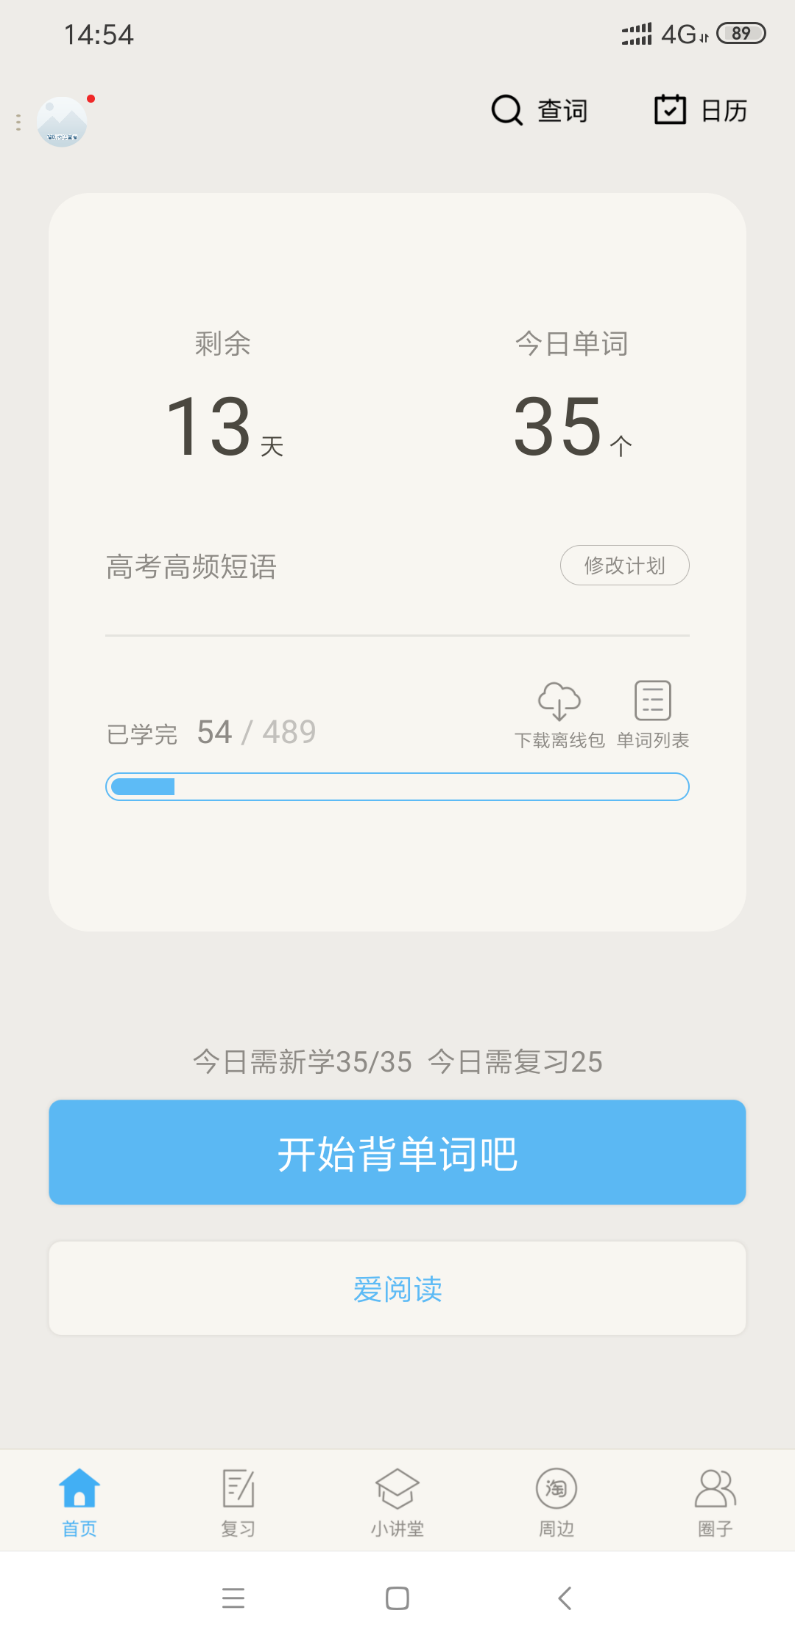 14:54
4G 89
查词 日历
剩余 今日单词
13天 35个
高考高频短语 修改计划
已学完 54 / 489 下载离线包 单词列表
今日需新学35/35 今日需复习25
开始背单词吧
爱阅读
首页 复习 小讲堂 周边 圈子